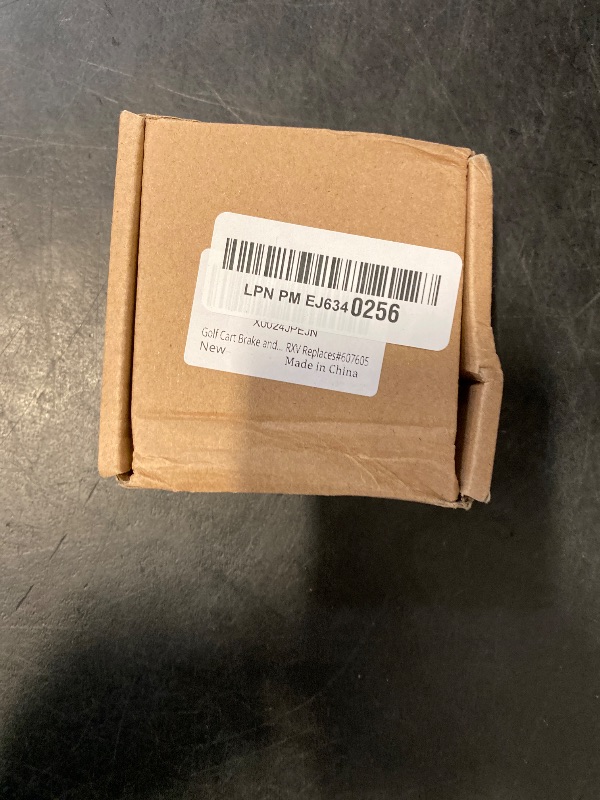 LPN PM EJ6340256
X0024JPEJN
Golf Cart Brake and... RXV Replaces#607605
New
Made in China